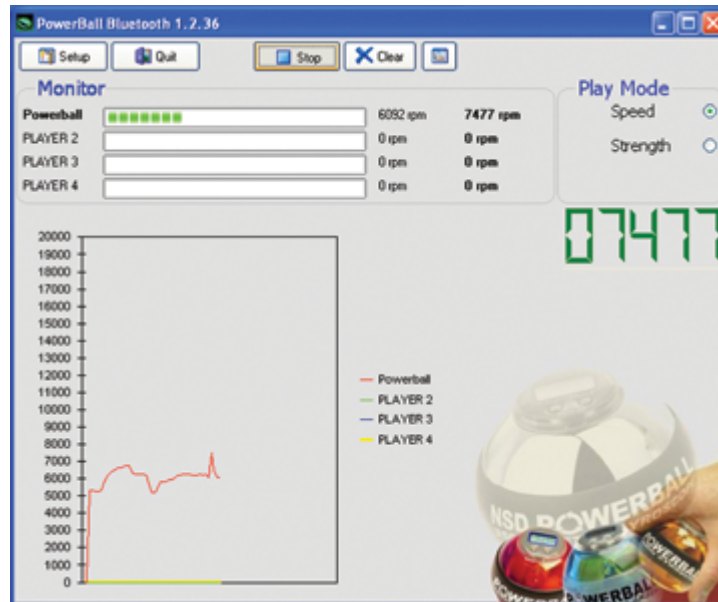 PowerBall Bluetooth 1.2.36
Setup Quit Stop Clear
Monitor
Powerball 6092 rpm 7477 rpm
PLAYER 2 0 rpm 0 rpm
PLAYER 3 0 rpm 0 rpm
PLAYER 4 0 rpm 0 rpm
Play Mode
Speed
Strength
07477
20000
19000
18000
17000
16000
15000
14000
13000
12000
11000
10000
9000
8000
7000
6000
5000
4000
3000
2000
1000
0
Powerball
PLAYER 2
PLAYER 3
PLAYER 4
NSD POWERBALL
POWERBALL
POWERBALL